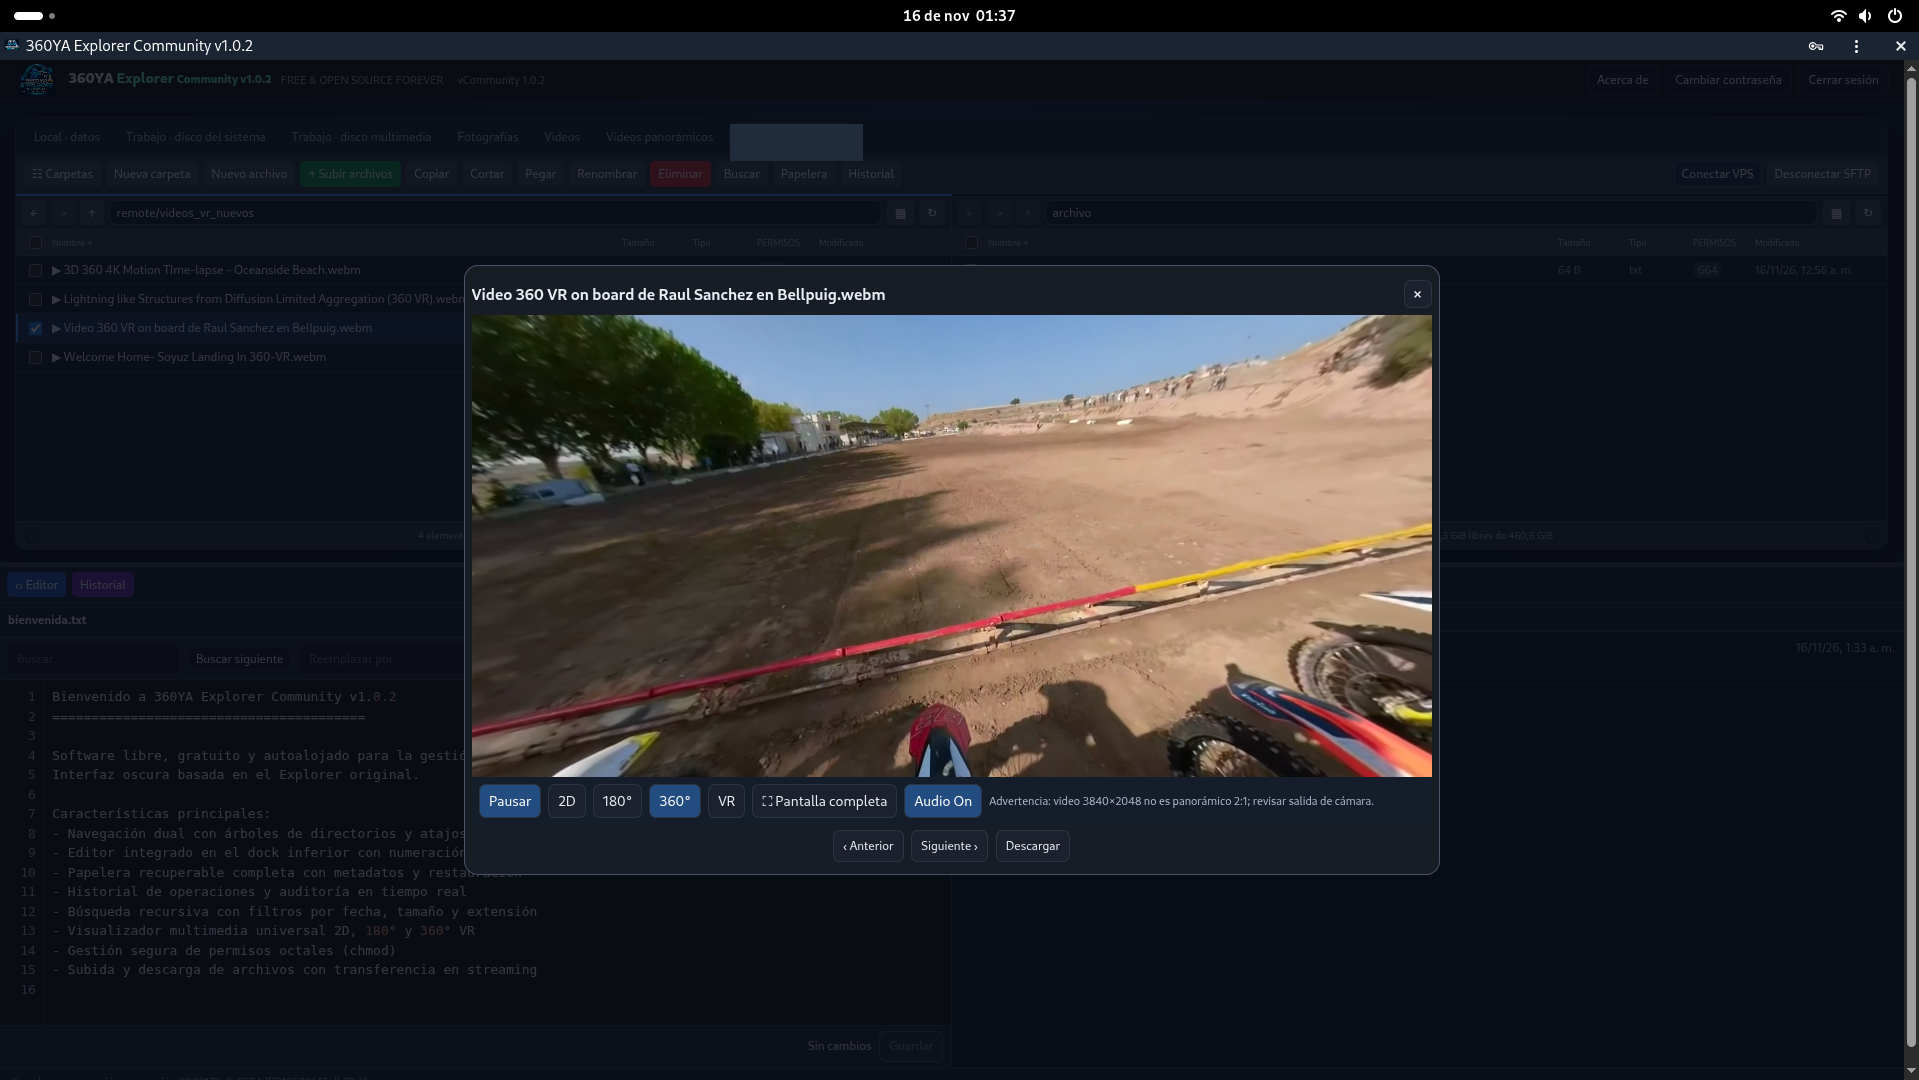 16 de nov 01:37
360YA Explorer Community v1.0.2
360YA Explorer Community v1.0.2 FREE & OPEN SOURCE FOREVER vCommunity 1.0.2
Acerca de Cambiar contraseña Cerrar sesión
Local · datos Trabajo · disco del sistema Trabajo · disco multimedia Fotografías Videos Videos panorámicos
Carpetas Nueva carpeta Nuevo archivo ↑ Subir archivos Copiar Cortar Pegar Renombrar Eliminar Buscar Papelera Historial
Conectar VPS Desconectar SFTP
remote/videos_vr_nuevos
archivo
Nombre ↑ Tamaño Tipo PERMISOS Modificado
Nombre ↑ Tamaño Tipo PERMISOS Modificado
▶ 3D 360 4K Motion TIme-lapse - Oceanside Beach.webm
64 B txt 664 16/11/26, 12:56 a. m.
▶ Lightning like Structures from Diffusion Limited Aggregation (360 VR).webm
▶ Video 360 VR on board de Raul Sanchez en Bellpuig.webm
▶ Welcome Home- Soyuz Landing In 360-VR.webm
4 element
3 GiB libres de 460,6 GiB
Video 360 VR on board de Raul Sanchez en Bellpuig.webm
×
Pausar 2D 180° 360° VR Pantalla completa Audio On Advertencia: video 3840×2048 no es panorámico 2:1; revisar salida de cámara.
‹ Anterior Siguiente › Descargar
‹› Editor Historial
bienvenida.txt
Buscar Buscar siguiente Reemplazar por
16/11/26, 1:33 a. m.
1 Bienvenido a 360YA Explorer Community v1.0.2
2 ========================================
3
4 Software libre, gratuito y autoalojado para la gestió
5 Interfaz oscura basada en el Explorer original.
6
7 Características principales:
8 - Navegación dual con árboles de directorios y atajos
9 - Editor integrado en el dock inferior con numeración
10 - Papelera recuperable completa con metadatos y restauración
11 - Historial de operaciones y auditoría en tiempo real
12 - Búsqueda recursiva con filtros por fecha, tamaño y extensión
13 - Visualizador multimedia universal 2D, 180° y 360° VR
14 - Gestión segura de permisos octales (chmod)
15 - Subida y descarga de archivos con transferencia en streaming
16
Sin cambios Guardar